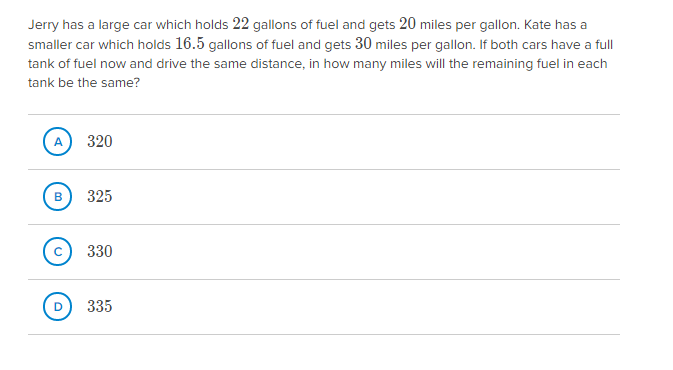 Jerry has a large car which holds 22 gallons of fuel and gets 20 miles per gallon. Kate has a
smaller car which holds 16.5 gallons of fuel and gets 30 miles per gallon. If both cars have a full
tank of fuel now and drive the same distance, in how many miles will the remaining fuel in each
tank be the same?
A 320
B 325
C 330
D 335